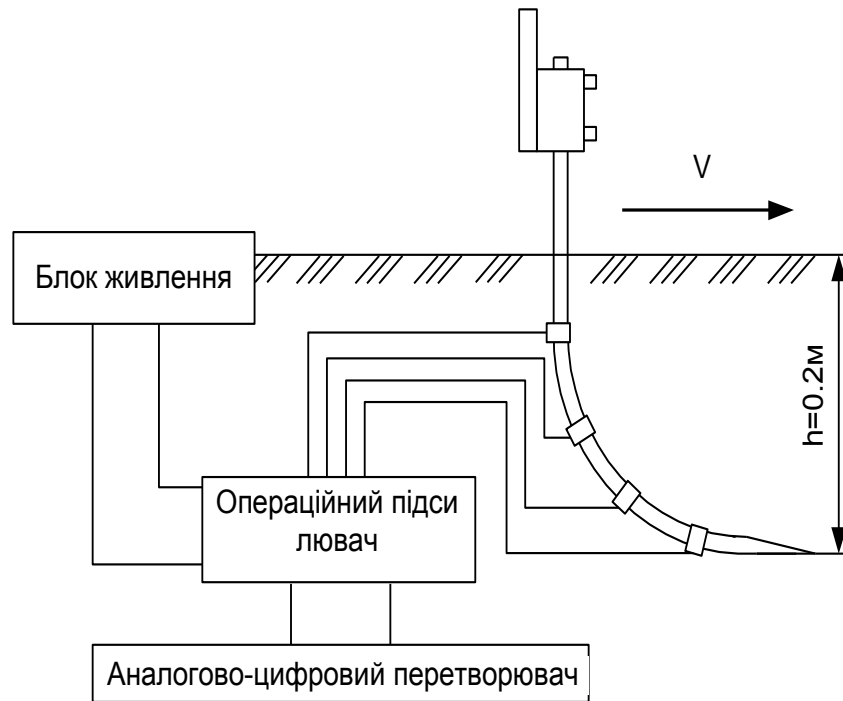 V
Блок живлення
h=0.2м
Операційний підси
лювач
Аналогово-цифровий перетворювач